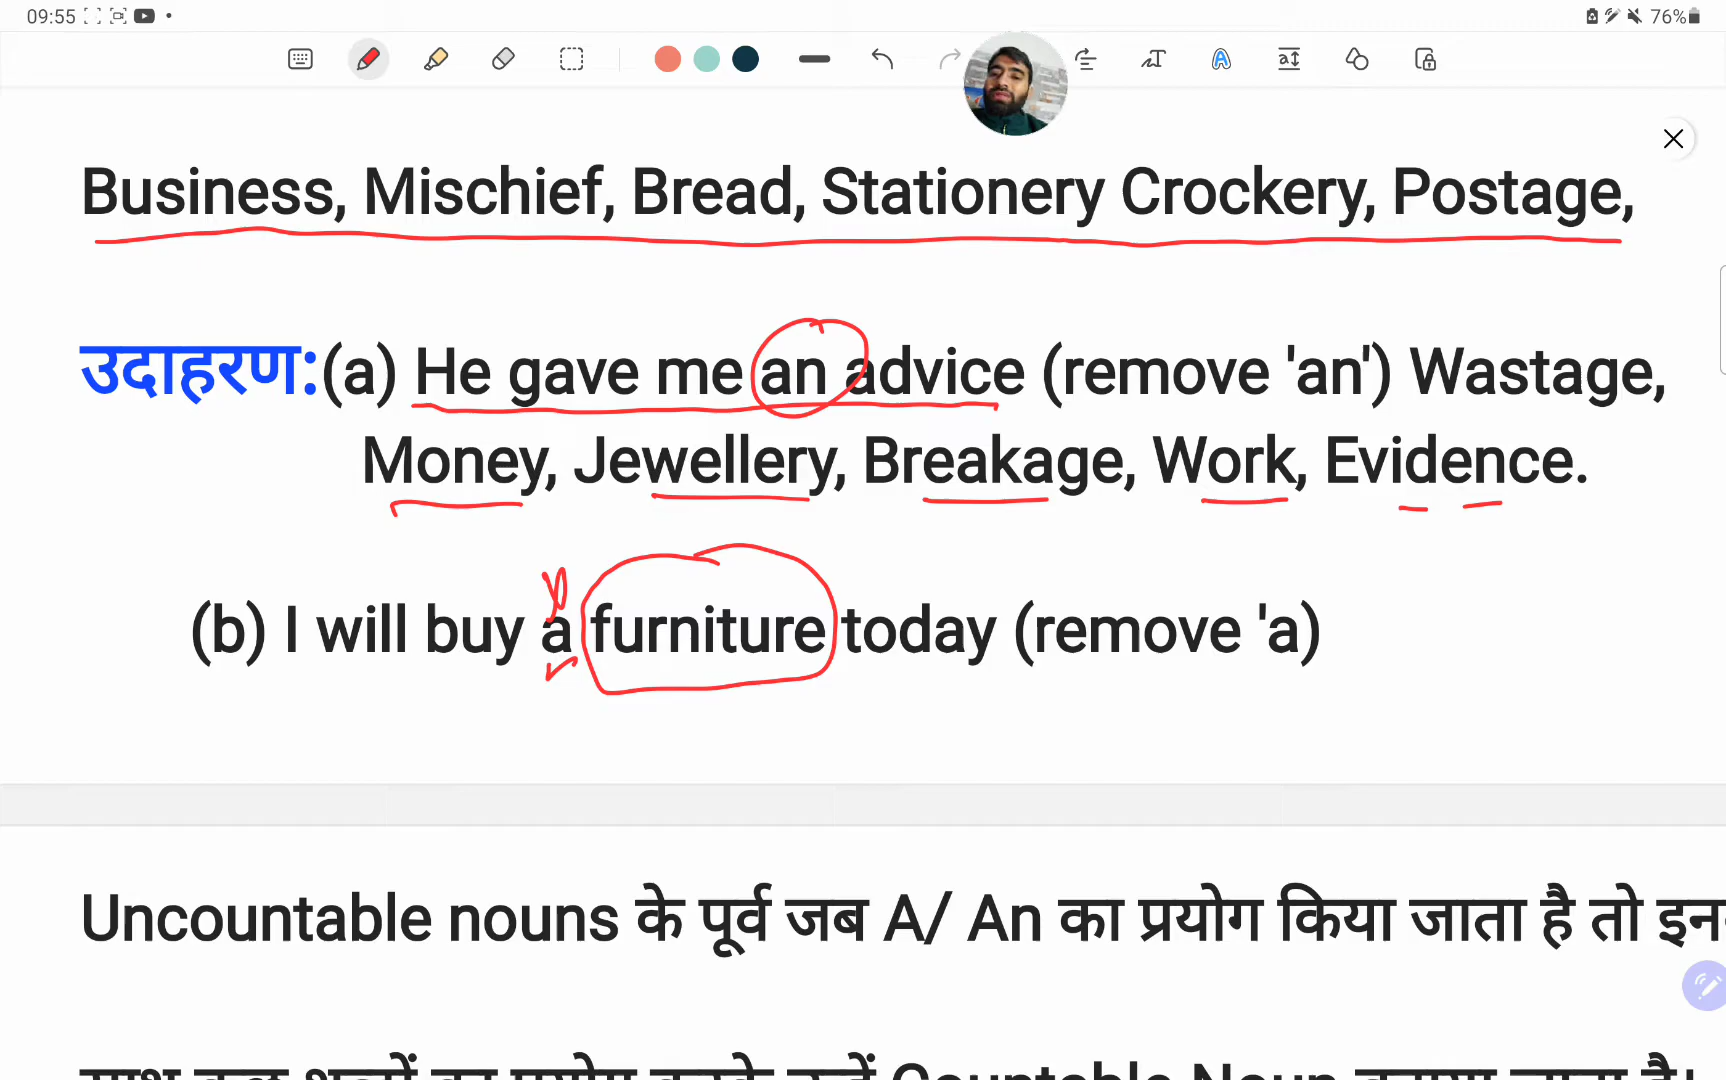 09:55 76%
Business, Mischief, Bread, Stationery Crockery, Postage,
उदाहरण:(a) He gave me an advice (remove 'an') Wastage,
Money, Jewellery, Breakage, Work, Evidence.
(b) I will buy a furniture today (remove 'a)
Uncountable nouns के पूर्व जब A/ An का प्रयोग किया जाता है तो